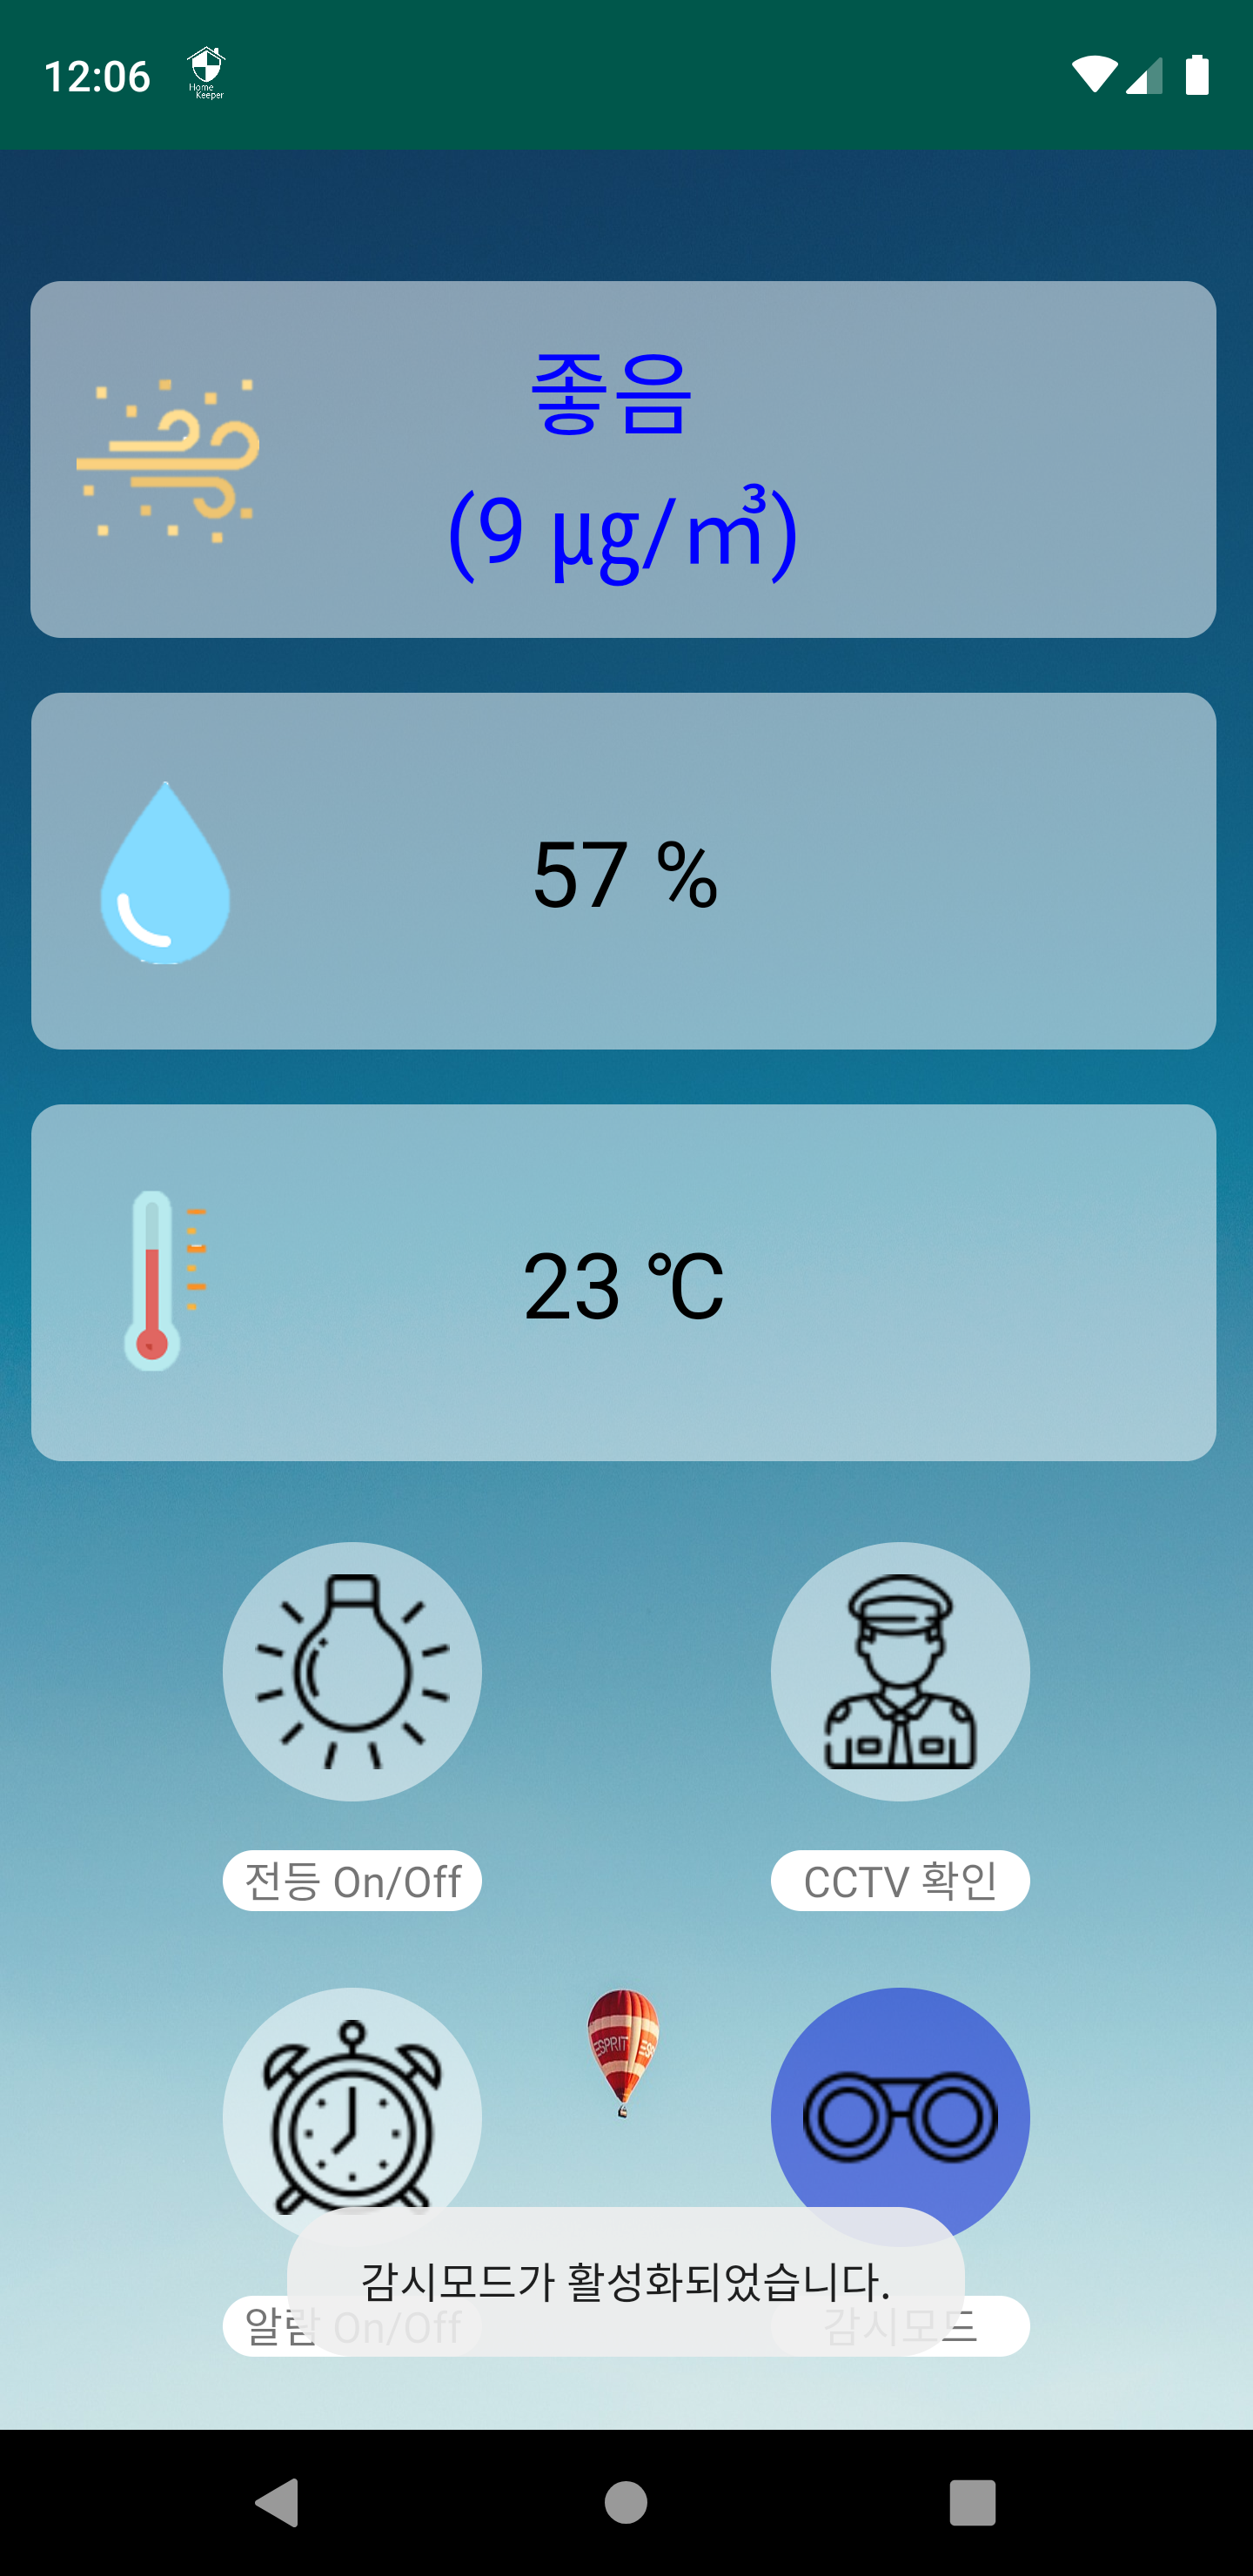 12:06
Home
Keeper
좋음
(9 µg/㎥)
57 %
23 ℃
전등 On/Off
CCTV 확인
ESPRIT
감시모드가 활성화되었습니다.
알람 On/Off
감시모드